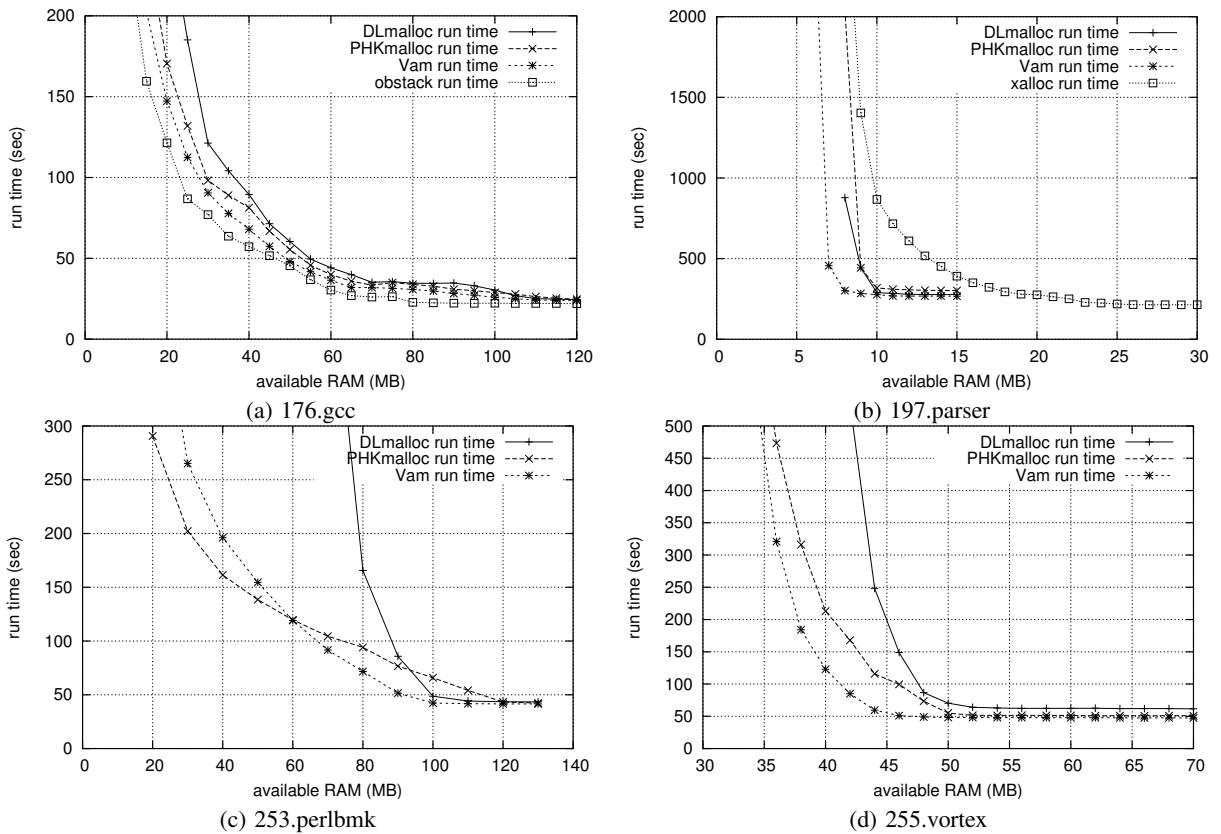 200
150
100
50
0
run time (sec)
0 20 40 60 80 100 120
available RAM (MB)
DLmalloc run time
PHKmalloc run time
Vam run time
obstack run time
(a) 176.gcc
2000
1500
1000
500
0
run time (sec)
0 5 10 15 20 25 30
available RAM (MB)
DLmalloc run time
PHKmalloc run time
Vam run time
xalloc run time
(b) 197.parser
300
250
200
150
100
50
0
run time (sec)
0 20 40 60 80 100 120 140
available RAM (MB)
DLmalloc run time
PHKmalloc run time
Vam run time
(c) 253.perlbmk
500
450
400
350
300
250
200
150
100
50
0
run time (sec)
30 35 40 45 50 55 60 65 70
available RAM (MB)
DLmalloc run time
PHKmalloc run time
Vam run time
(d) 255.vortex